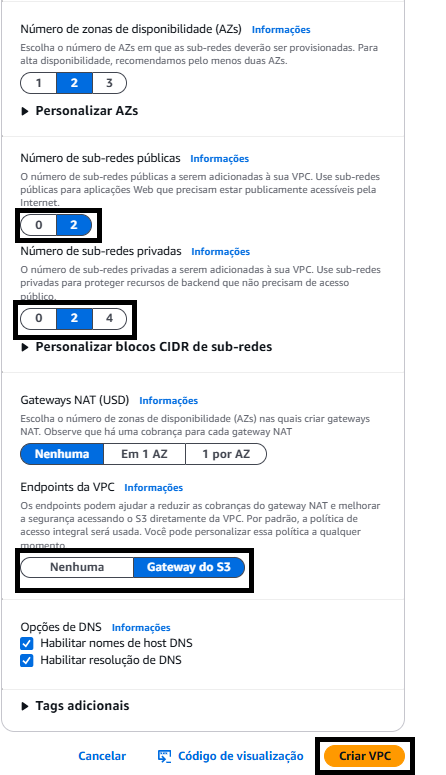 Número de zonas de disponibilidade (AZs) Informações
Escolha o número de AZs em que as sub-redes deverão ser provisionadas. Para
alta disponibilidade, recomendamos pelo menos duas AZs.
1 2 3
Personalizar AZs
Número de sub-redes públicas Informações
O número de sub-redes públicas a serem adicionadas à sua VPC. Use sub-redes
públicas para aplicações Web que precisam estar publicamente acessíveis pela
Internet.
0 2
Número de sub-redes privadas Informações
O número de sub-redes privadas a serem adicionadas à sua VPC. Use sub-redes
privadas para proteger recursos de backend que não precisam de acesso
público.
0 2 4
Personalizar blocos CIDR de sub-redes
Gateways NAT (USD) Informações
Escolha o número de zonas de disponibilidade (AZs) nas quais criar gateways
NAT. Observe que há uma cobrança para cada gateway NAT
Nenhuma Em 1 AZ 1 por AZ
Endpoints da VPC Informações
Os endpoints podem ajudar a reduzir as cobranças do gateway NAT e melhorar
a segurança acessando o S3 diretamente da VPC. Por padrão, a política de
acesso integral será usada. Você pode personalizar essa política a qualquer
momento.
Nenhuma Gateway do S3
Opções de DNS Informações
Habilitar nomes de host DNS
Habilitar resolução de DNS
Tags adicionais
Cancelar Código de visualização Criar VPC